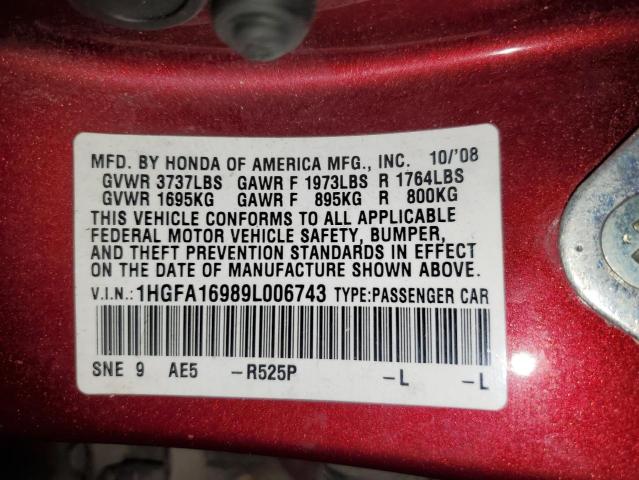 MFD. BY HONDA OF AMERICA MFG., INC. 10/'08
GVWR 3737LBS GAWR F 1973LBS R 1764LBS
GVWR 1695KG GAWR F 895KG R 800KG
THIS VEHICLE CONFORMS TO ALL APPLICABLE
FEDERAL MOTOR VEHICLE SAFETY, BUMPER,
AND THEFT PREVENTION STANDARDS IN EFFECT
ON THE DATE OF MANUFACTURE SHOWN ABOVE.
V.I.N.:1HGFA16989L006743 TYPE:PASSENGER CAR
SNE 9 AE5 -R525P -L -L